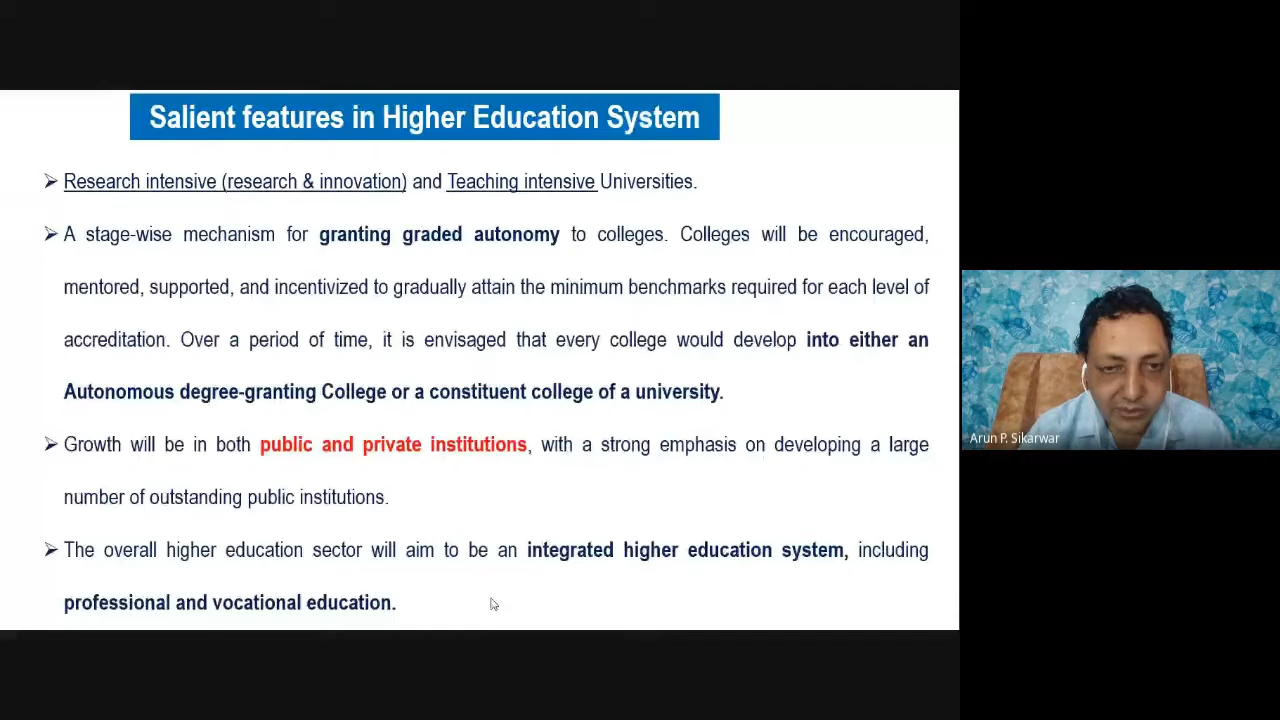 Salient features in Higher Education System
➢ Research intensive (research & innovation) and Teaching intensive Universities.
➢ A stage-wise mechanism for granting graded autonomy to colleges. Colleges will be encouraged,
mentored, supported, and incentivized to gradually attain the minimum benchmarks required for each level of
accreditation. Over a period of time, it is envisaged that every college would develop into either an
Autonomous degree-granting College or a constituent college of a university.
➢ Growth will be in both public and private institutions, with a strong emphasis on developing a large
number of outstanding public institutions.
➢ The overall higher education sector will aim to be an integrated higher education system, including
professional and vocational education.
Arun P. Sikarwar